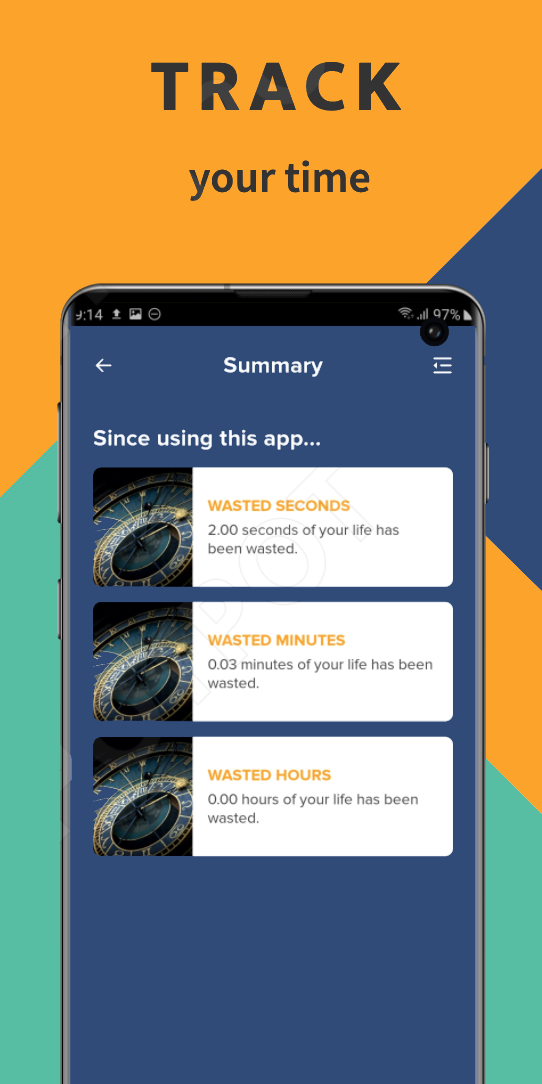 TRACK
your time
9:14
97%
Summary
Since using this app...
WASTED SECONDS
2.00 seconds of your life has
been wasted.
WASTED MINUTES
0.03 minutes of your life has been
wasted.
WASTED HOURS
0.00 hours of your life has been
wasted.